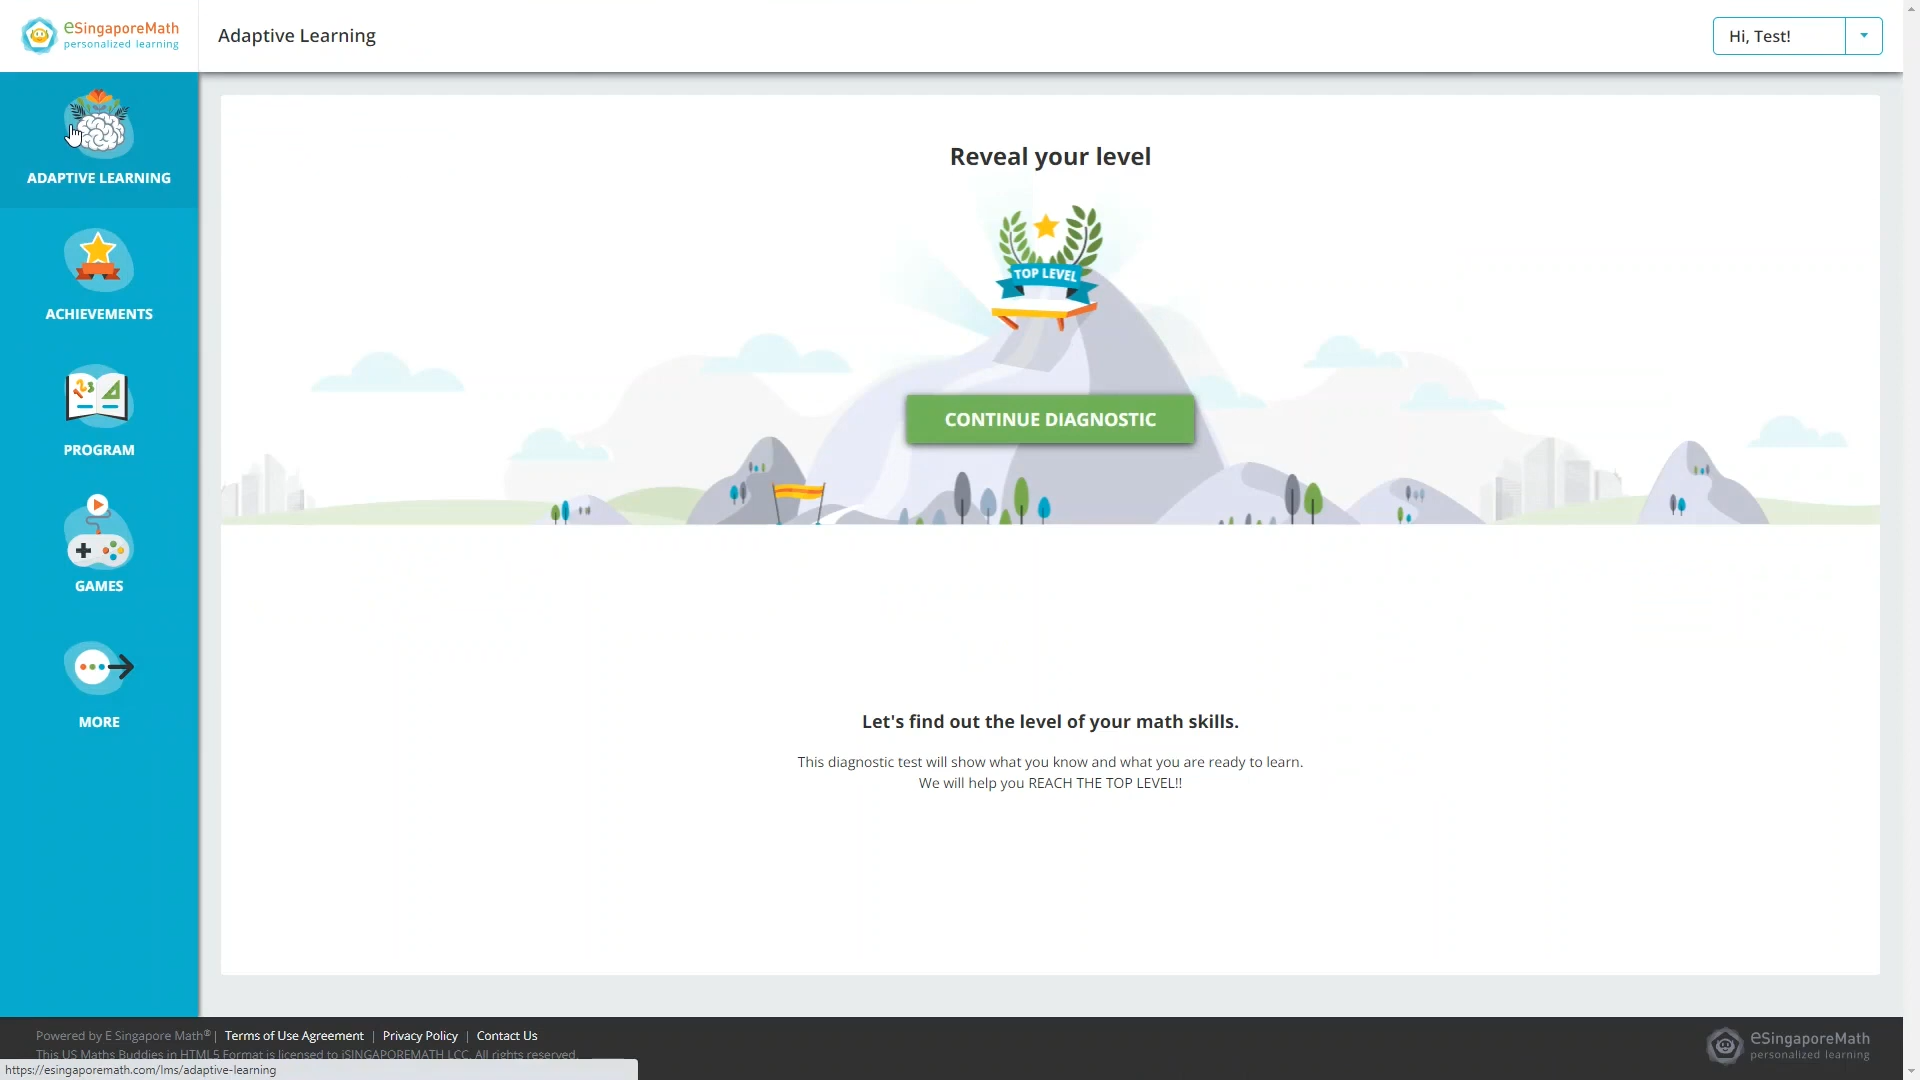 eSingaporeMath
personalized learning
Adaptive Learning
Hi, Test!
ADAPTIVE LEARNING
ACHIEVEMENTS
PROGRAM
GAMES
MORE
Reveal your level
TOP LEVEL
CONTINUE DIAGNOSTIC
Let's find out the level of your math skills.
This diagnostic test will show what you know and what you are ready to learn.
We will help you REACH THE TOP LEVEL!!
Powered by E Singapore Math® | Terms of Use Agreement | Privacy Policy | Contact Us
This US Maths Buddies in HTML5 Format is licensed to iSINGAPOREMATH LCC. All rights reserved.
eSingaporeMath
personalized learning
https://esingaporemath.com/lms/adaptive-learning